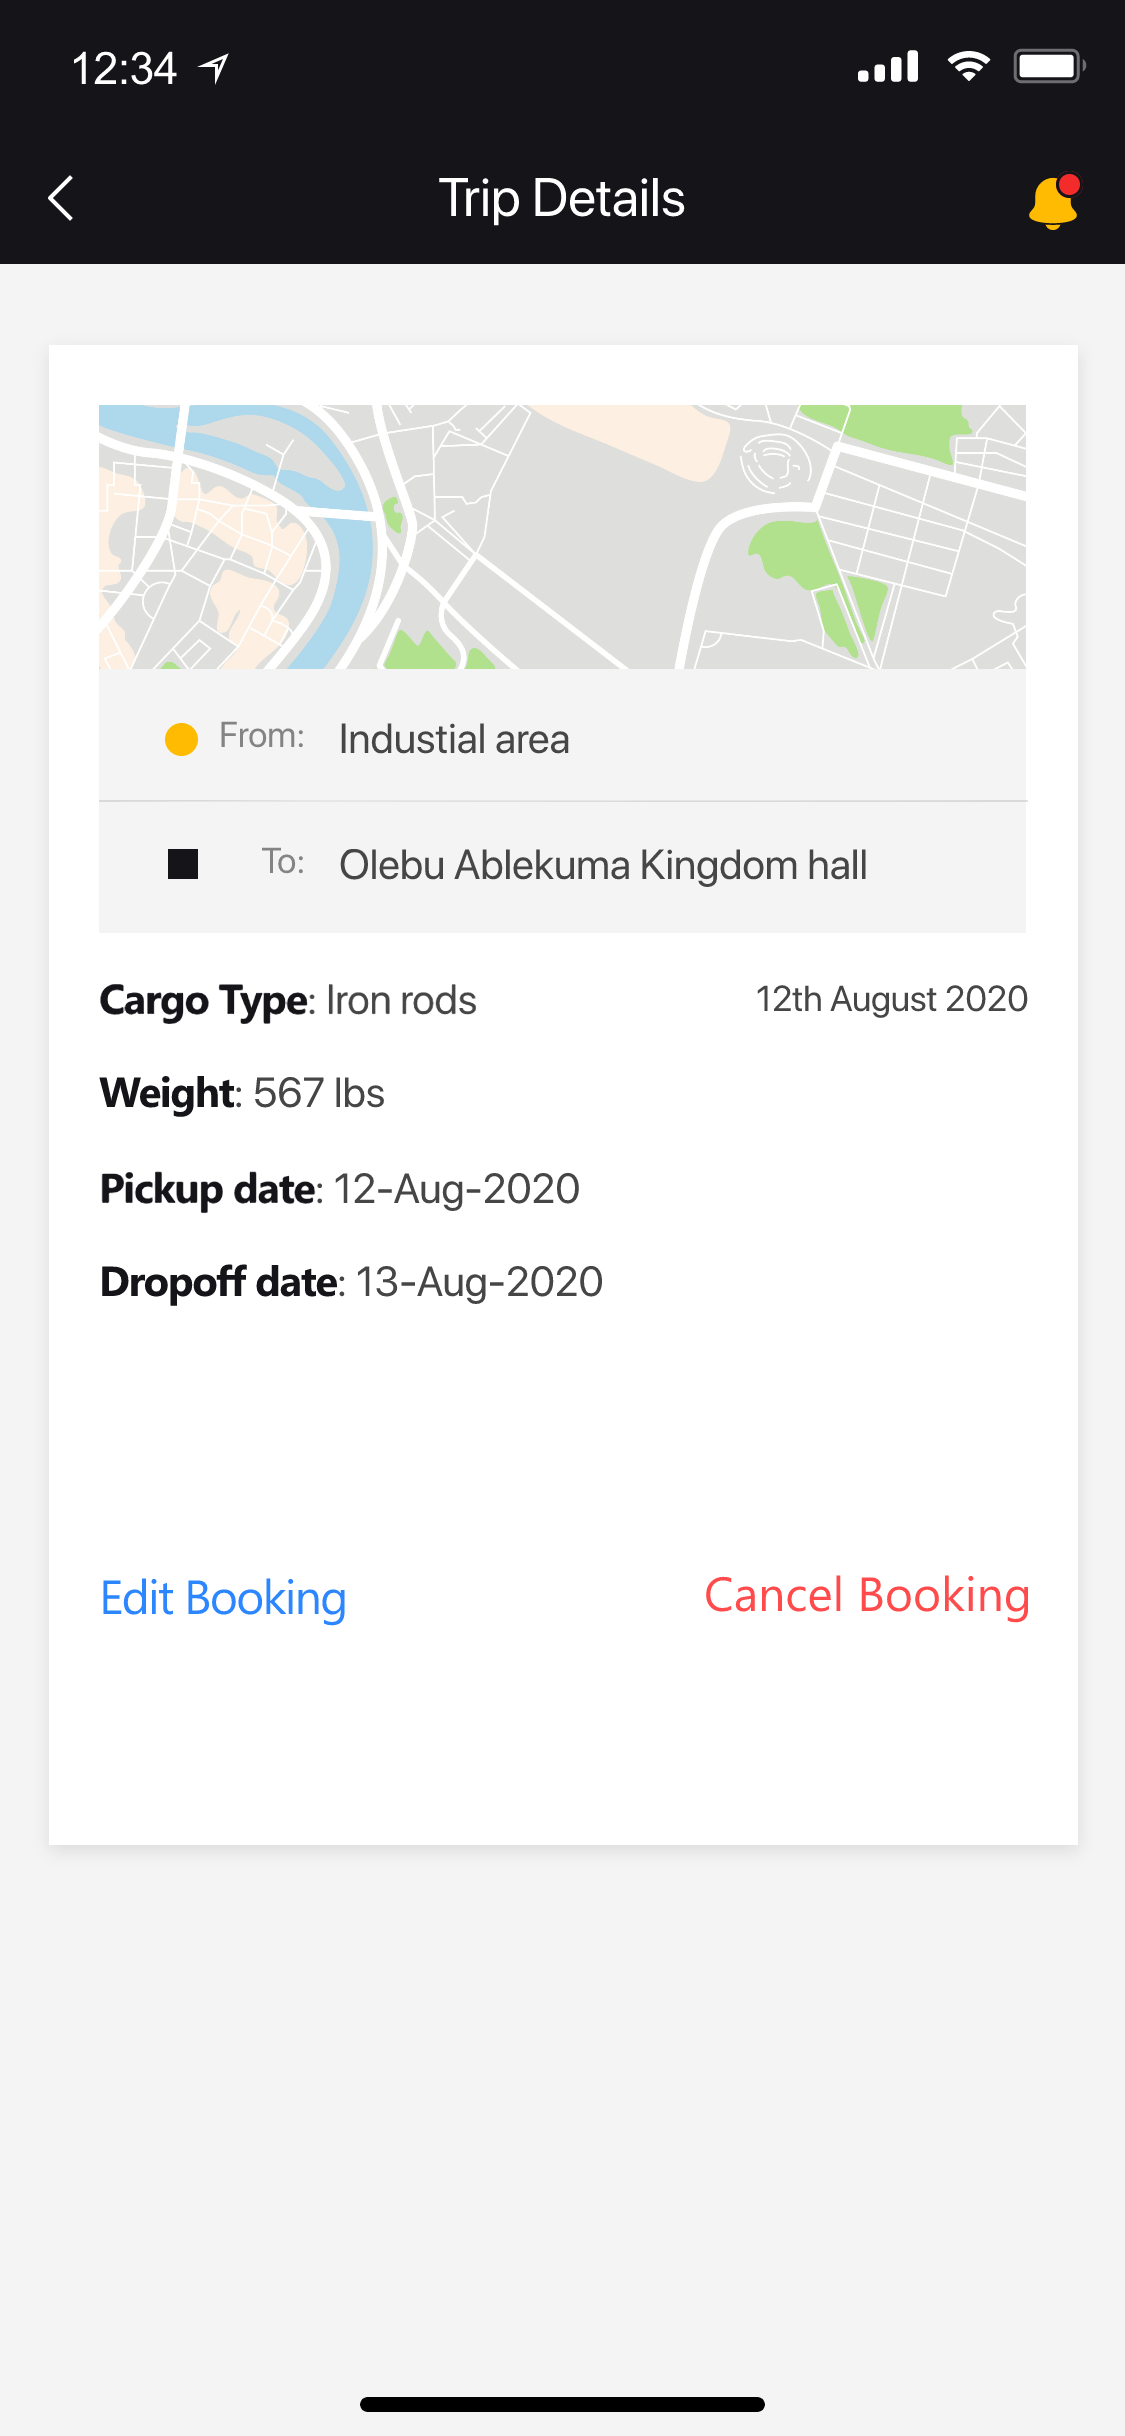 12:34
Trip Details
From: Industial area
To: Olebu Ablekuma Kingdom hall
Cargo Type: Iron rods 12th August 2020
Weight: 567 lbs
Pickup date: 12-Aug-2020
Dropoff date: 13-Aug-2020
Edit Booking Cancel Booking